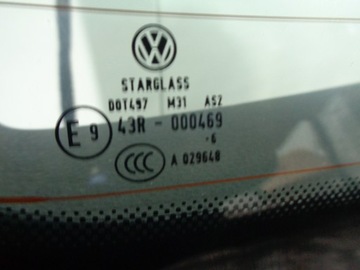 STARGLASS
DOT497 M31 AS2
E 9 43R - 000469
.6
CCC A 029648